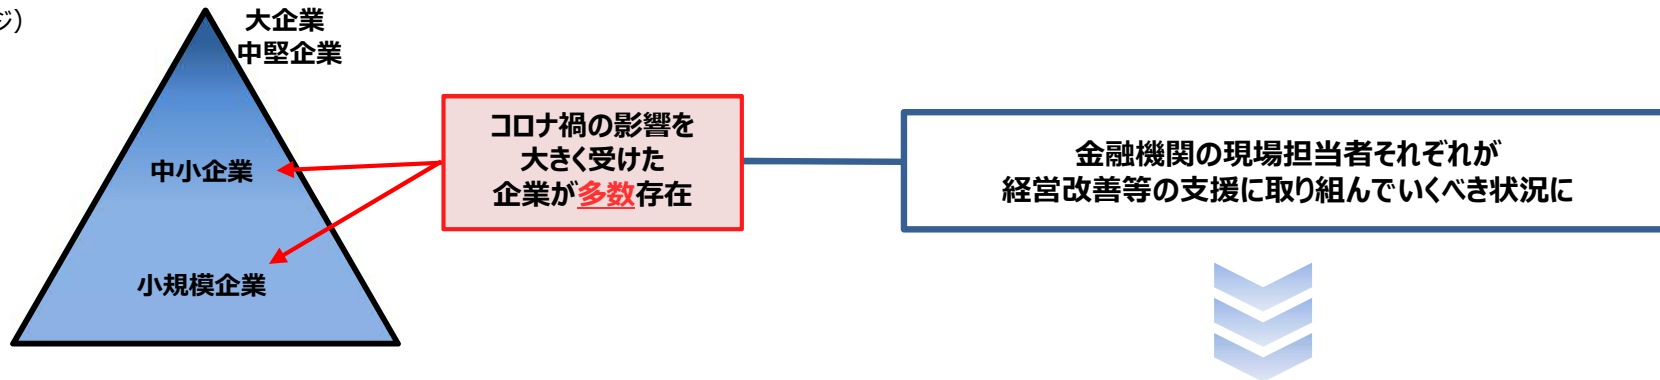 ジ）
大企業
中堅企業
中小企業
小規模企業
コロナ禍の影響を
大きく受けた
企業が多数存在
金融機関の現場担当者それぞれが
経営改善等の支援に取り組んでいくべき状況に